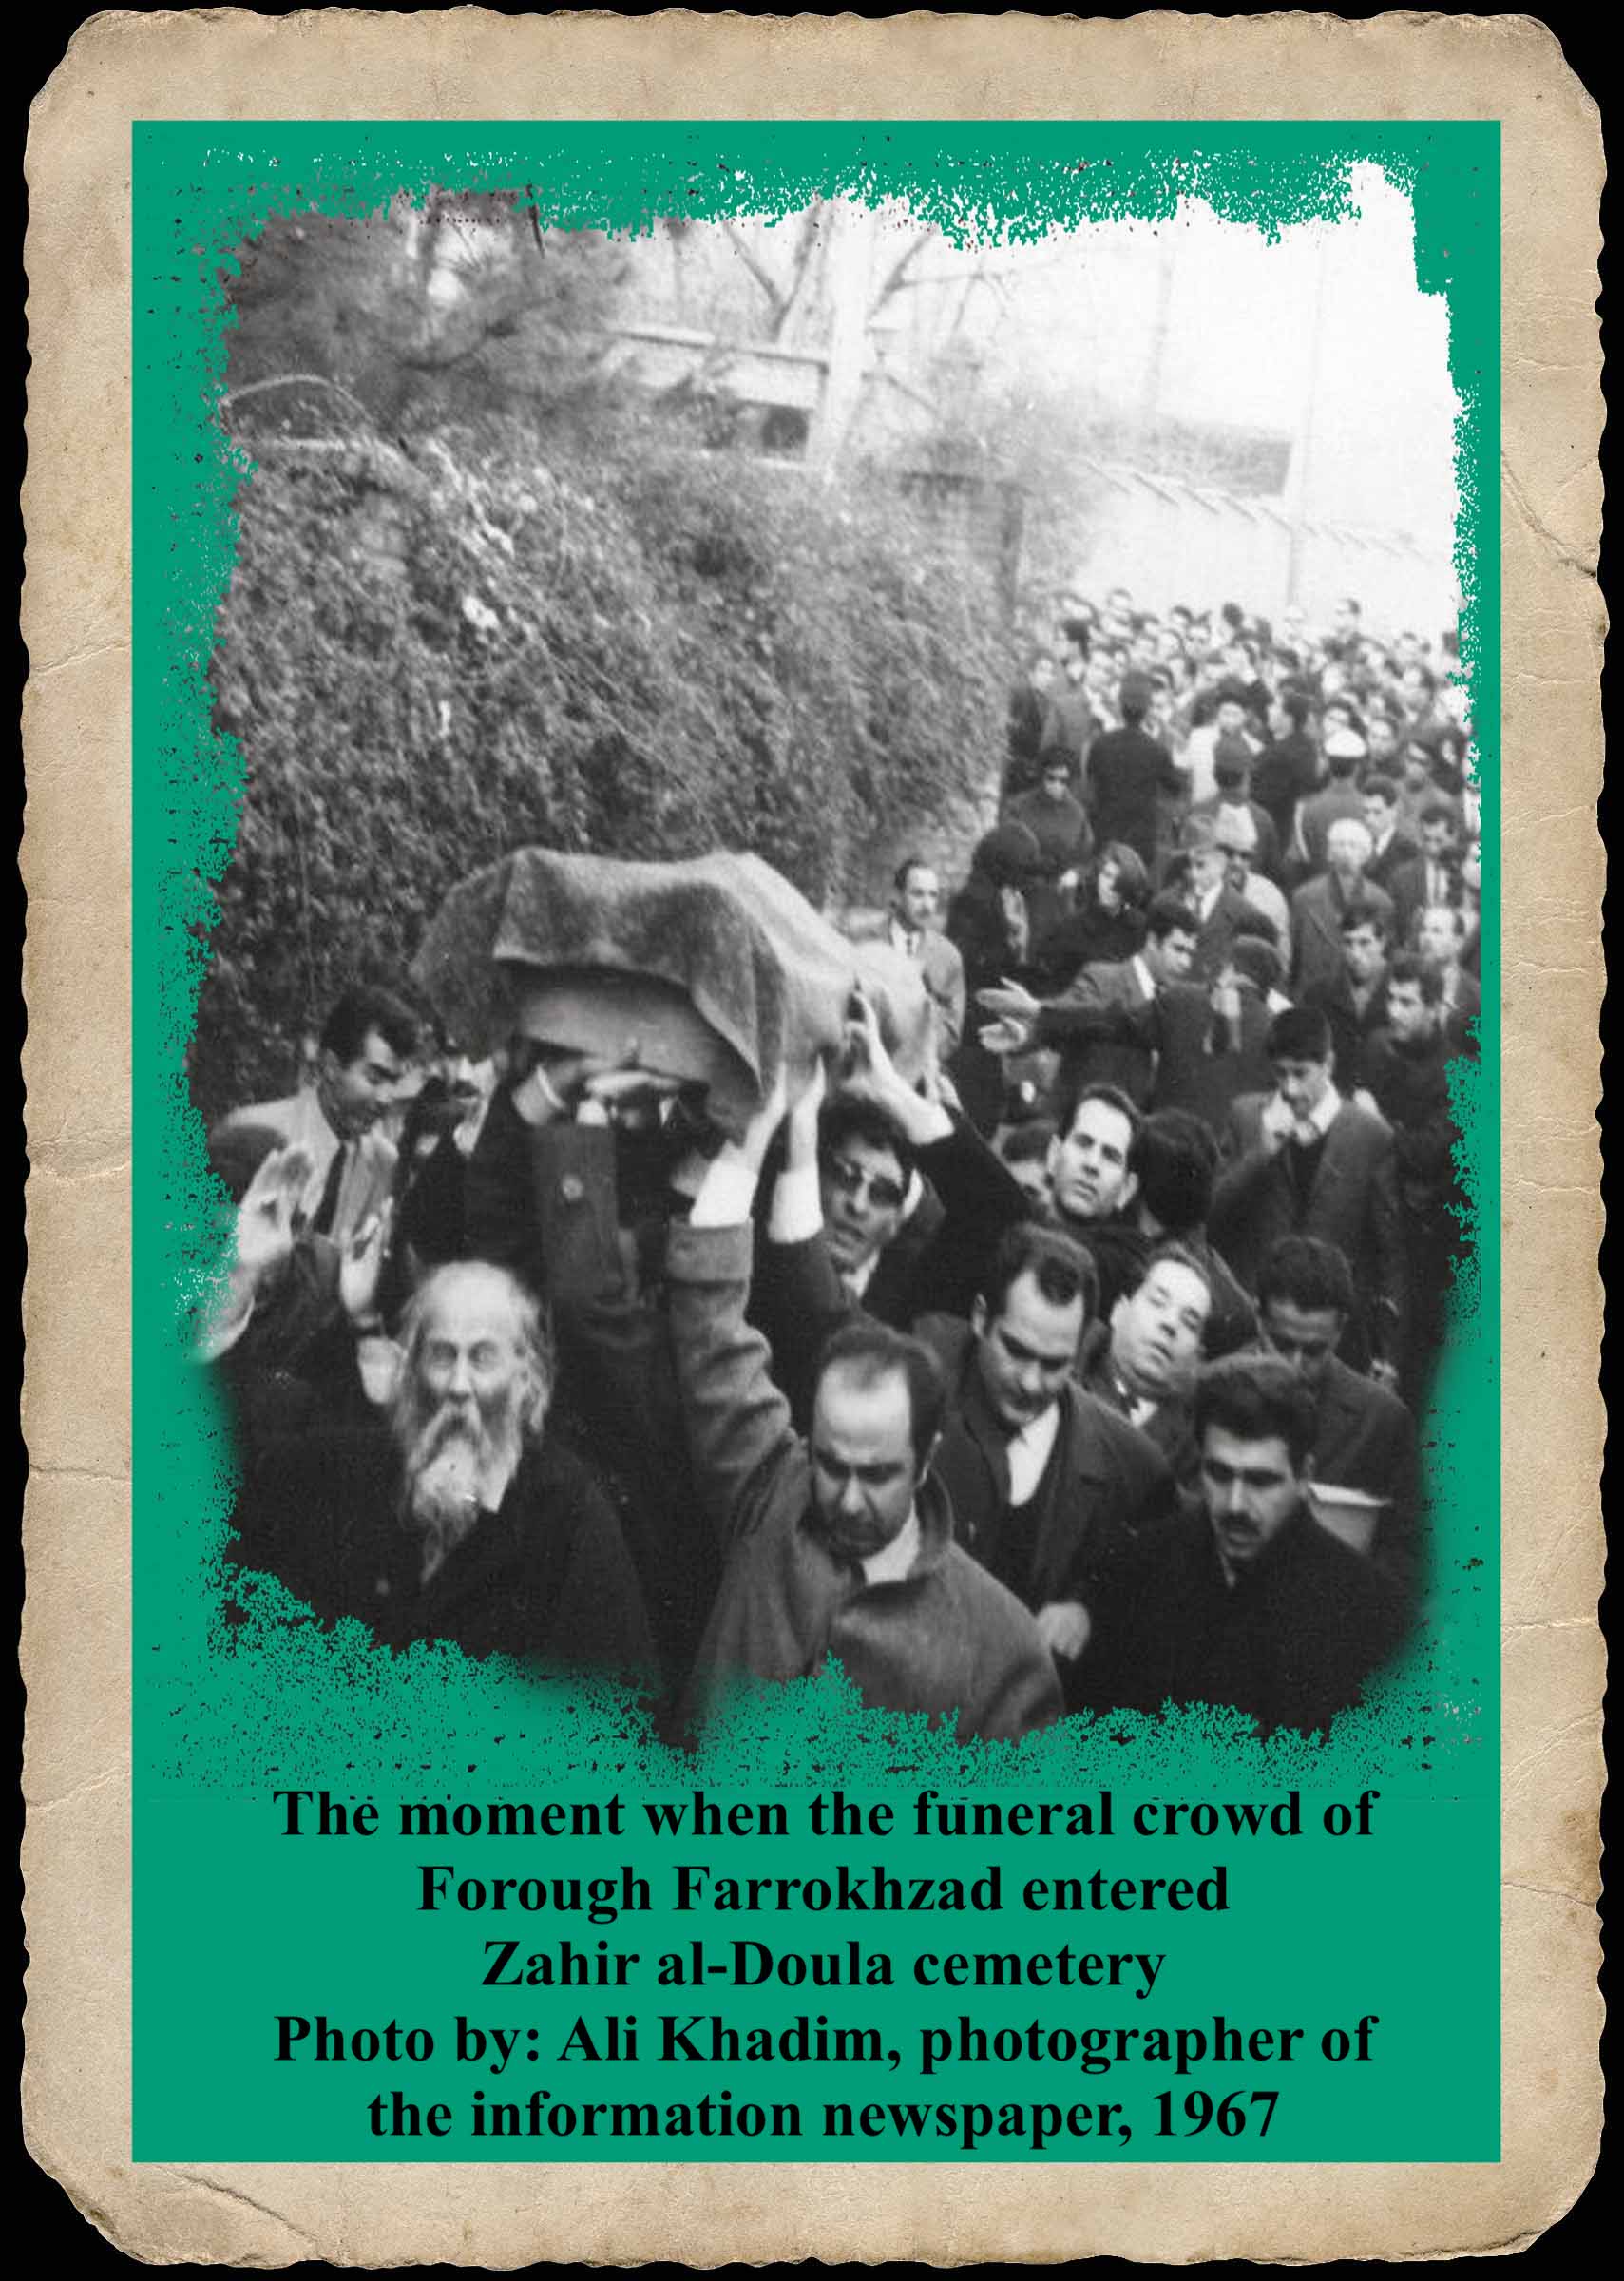 The moment when the funeral crowd of
Forough Farrokhzad entered
Zahir al-Doula cemetery
Photo by: Ali Khadim, photographer of
the information newspaper, 1967